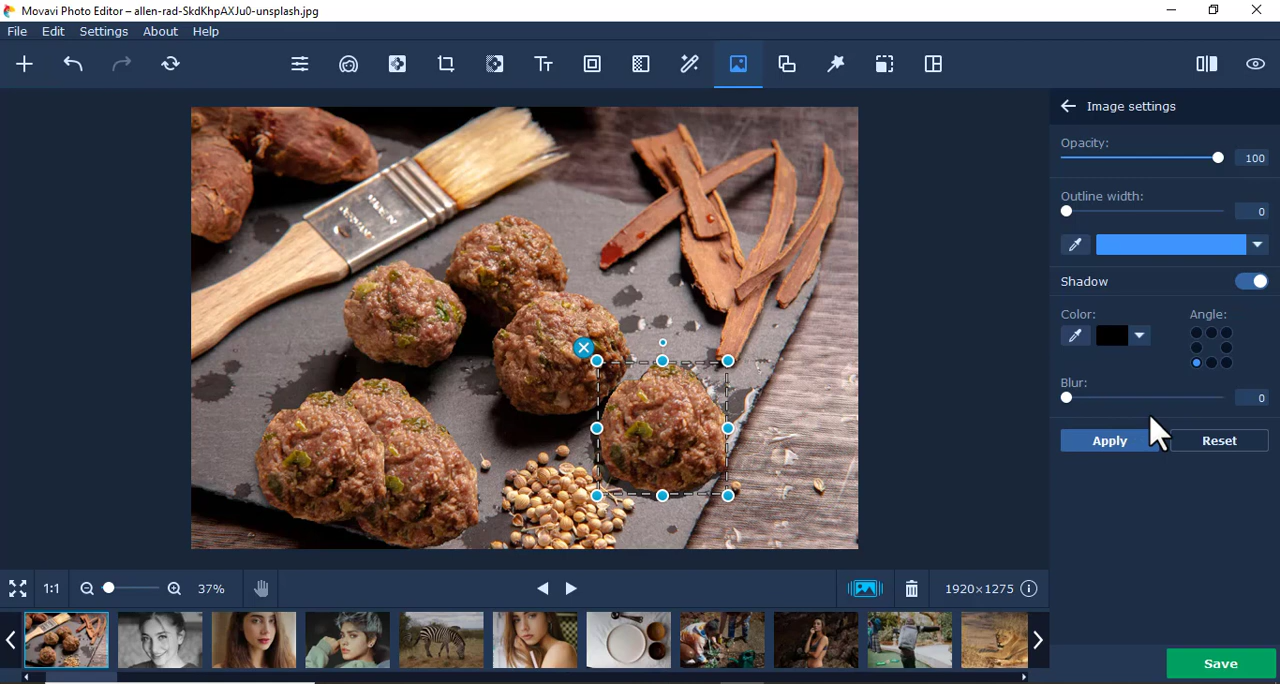 Movavi Photo Editor – allen-rad-SkdKhpAXJu0-unsplash.jpg
File Edit Settings About Help
Image settings
Opacity:
100
Outline width:
0
Shadow
Color: Angle:
Blur:
0
Apply Reset
1:1 37% 1920×1275
Save